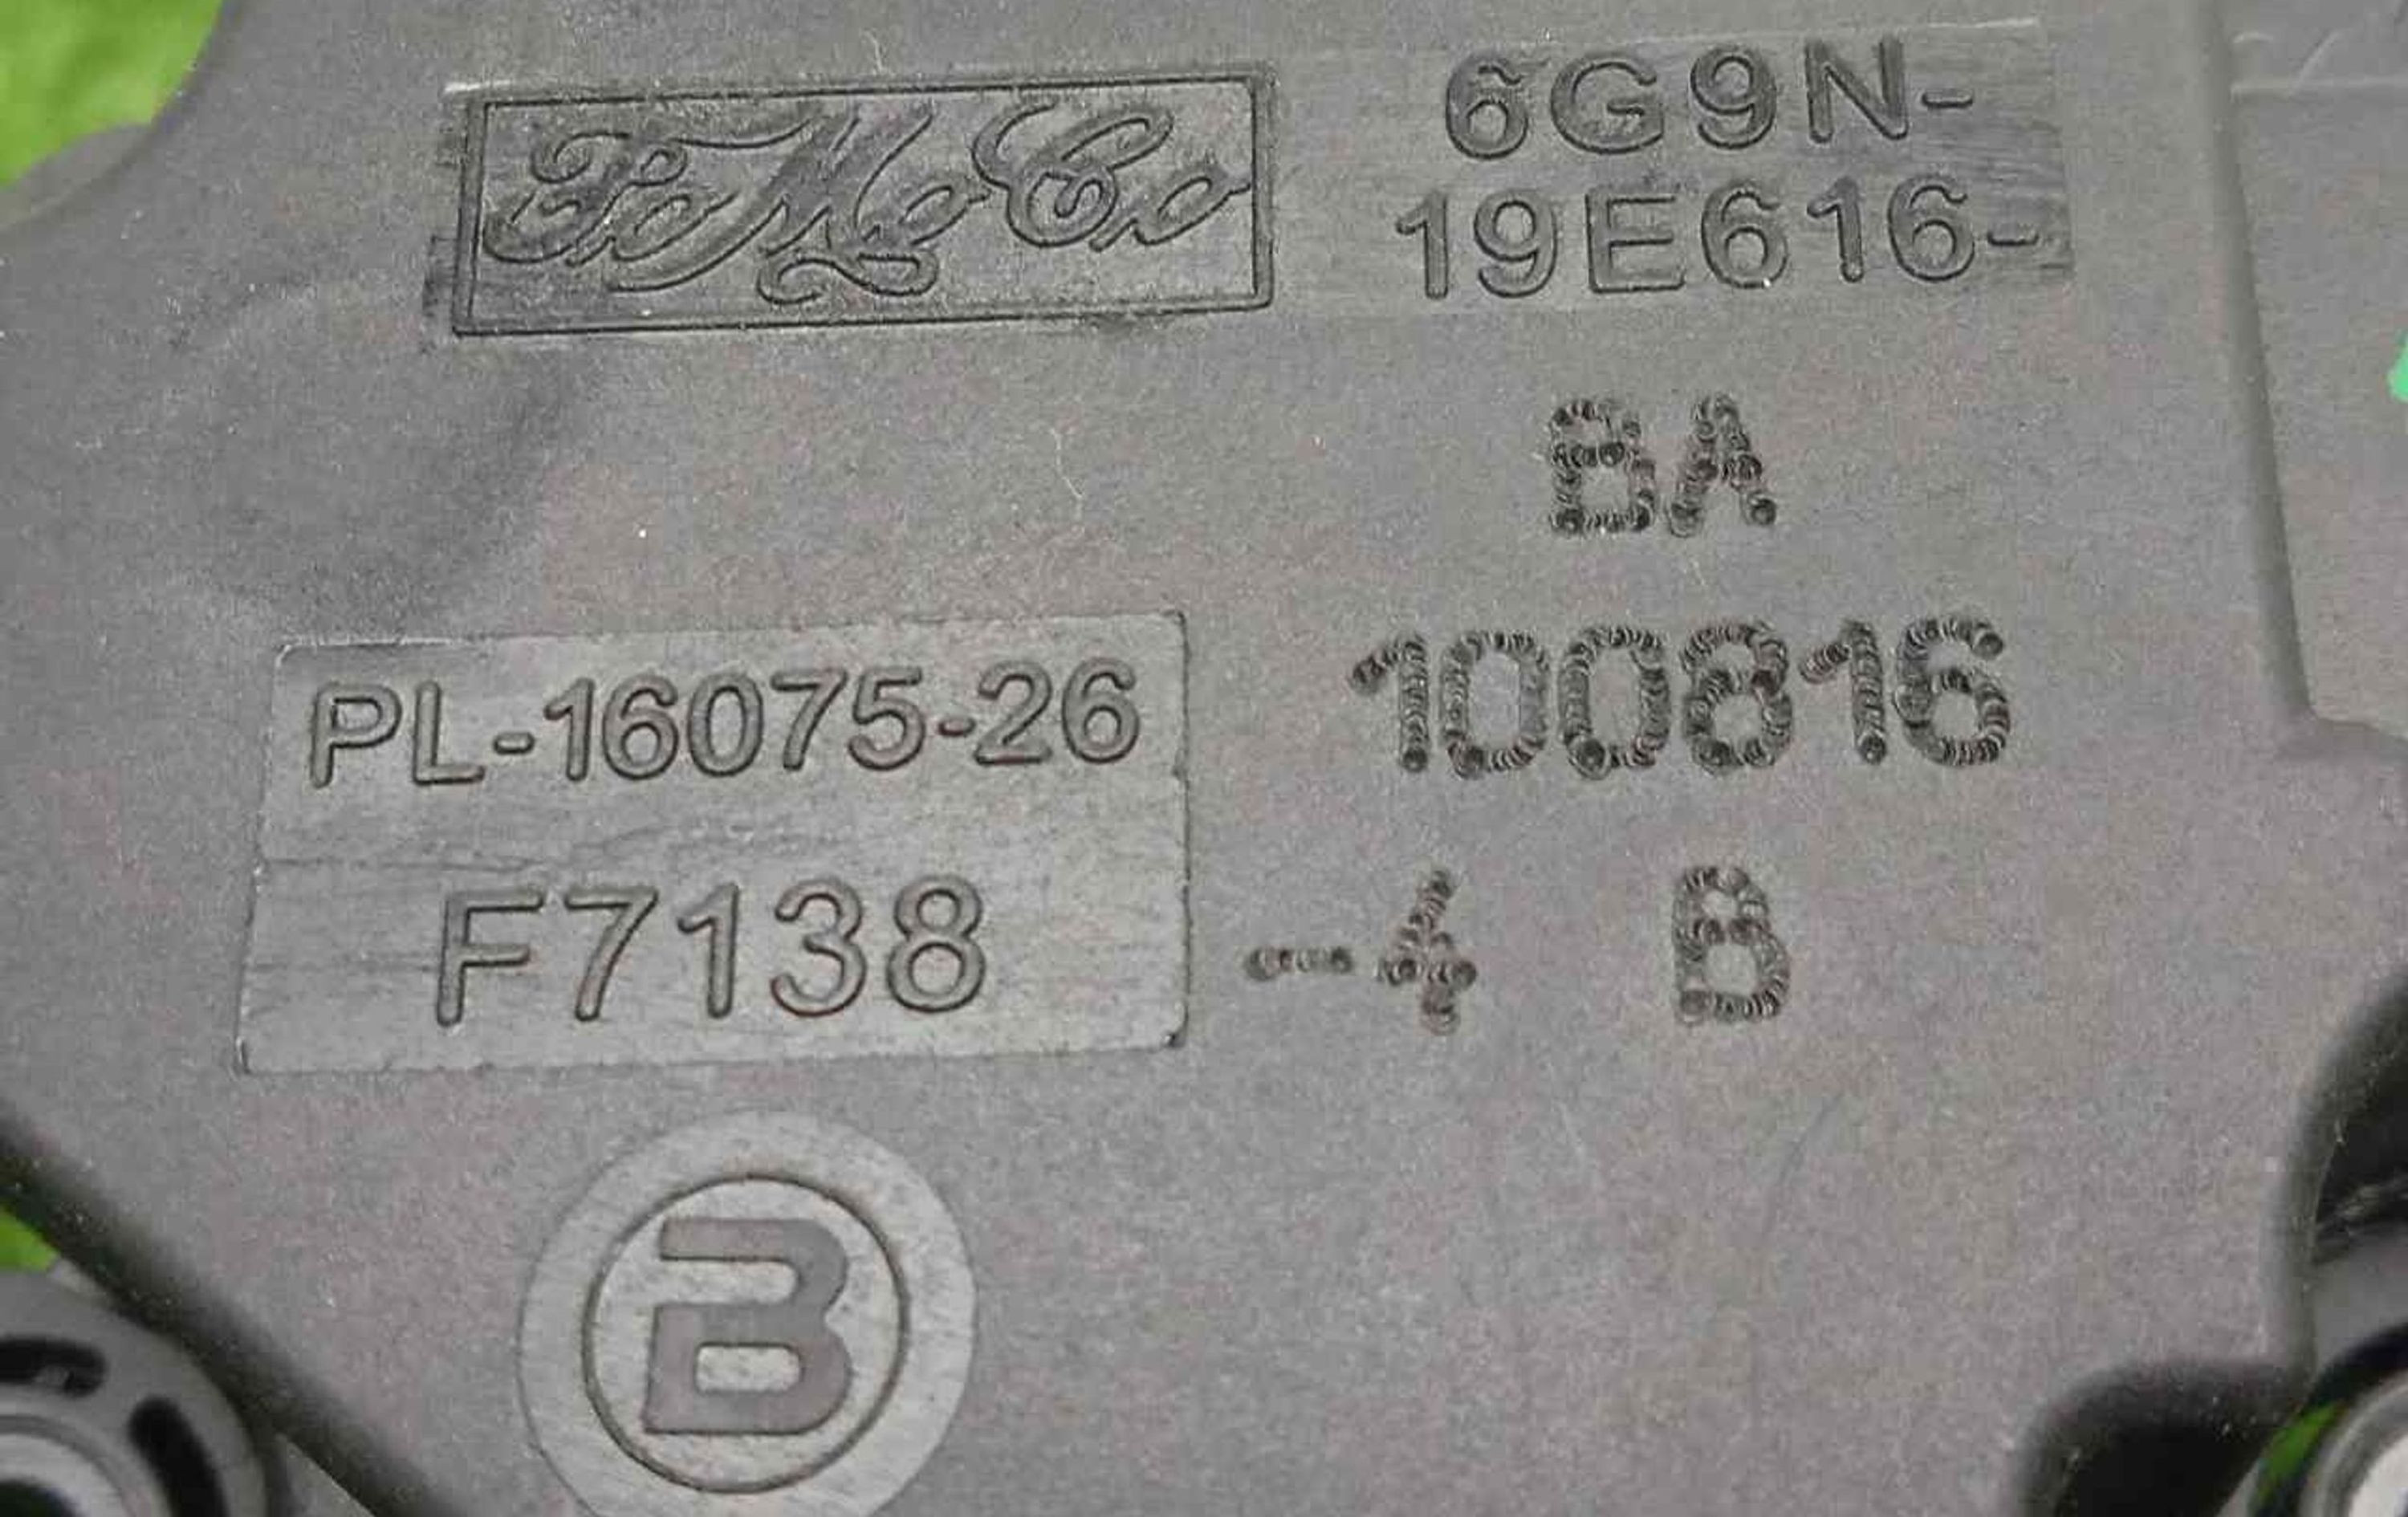 FoMoCo
6G9N-
19E616-
BA
PL-16075-26
100816
F7138
-4 B
B